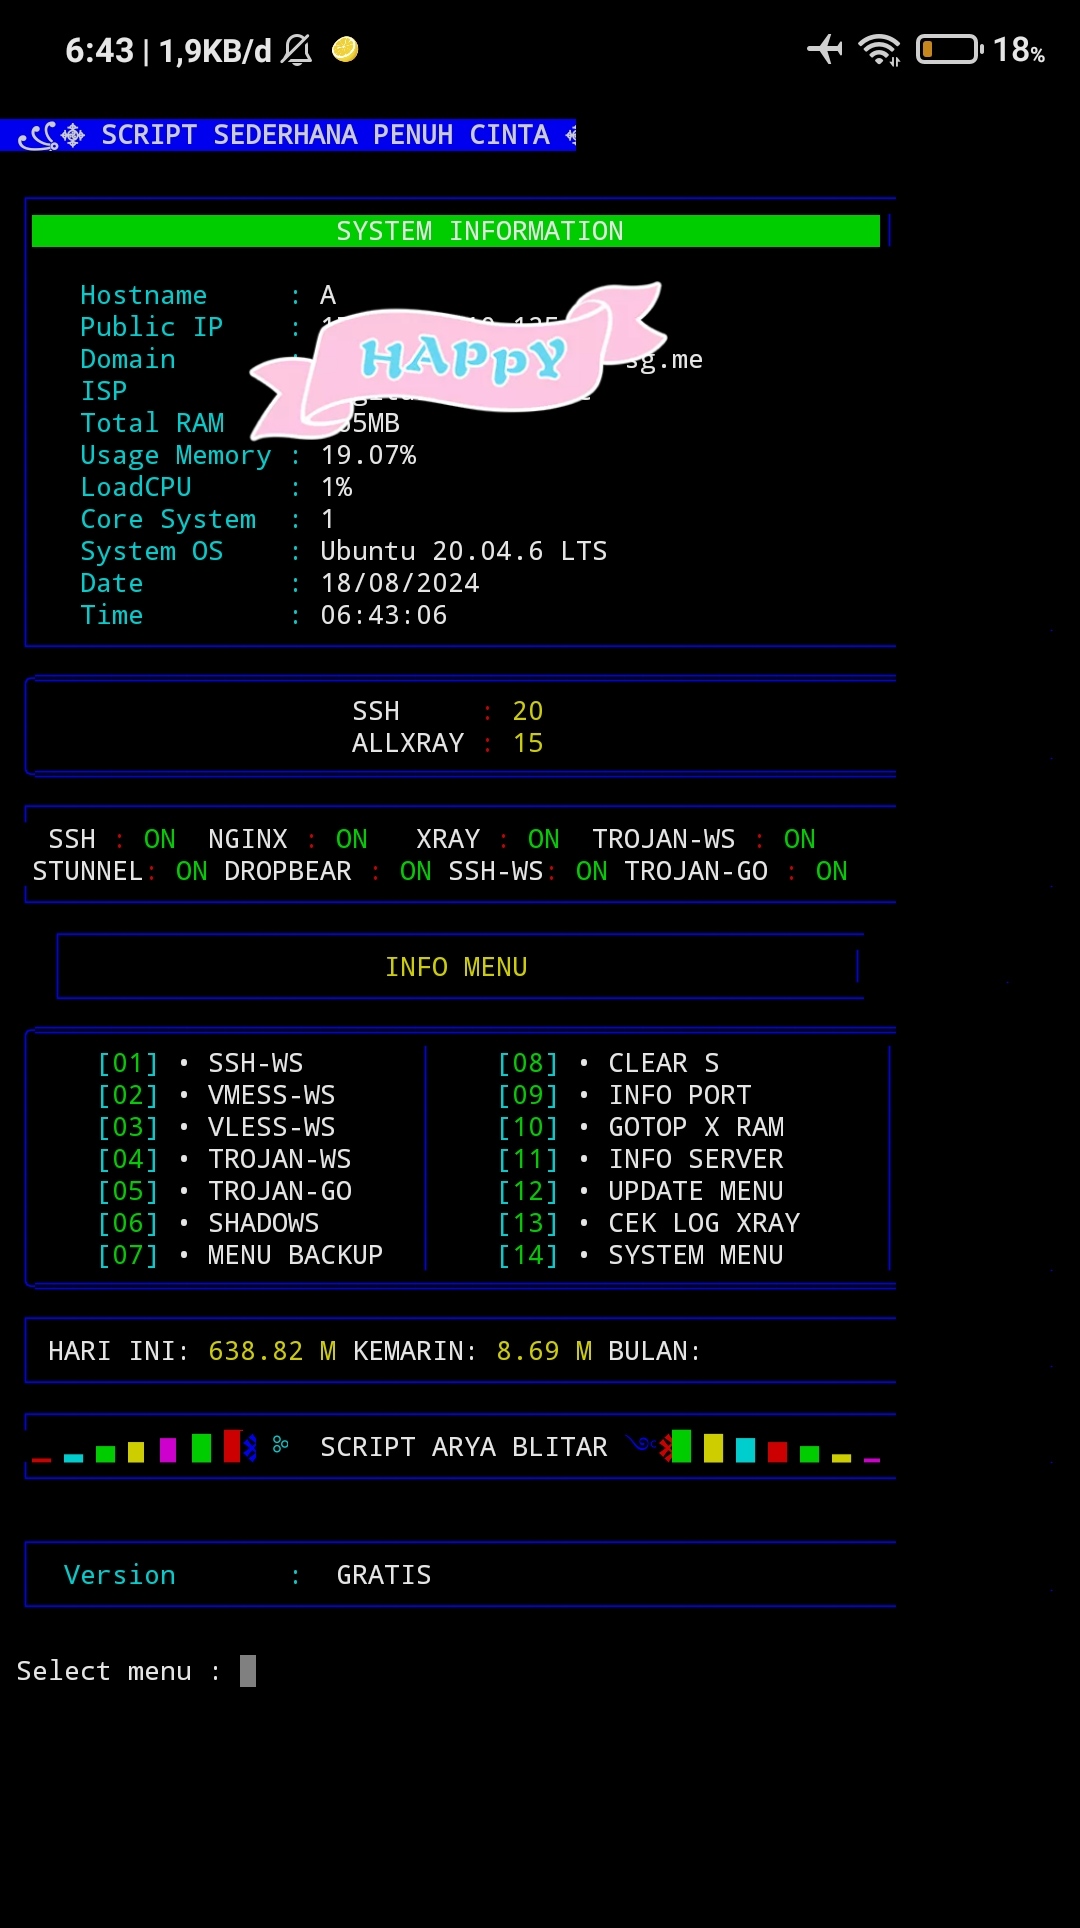 6:43 | 1,9KB/d 18%
SCRIPT SEDERHANA PENUH CINTA
SYSTEM INFORMATION
Hostname : A
Public IP :
Domain : sg.me
ISP
Total RAM 5MB
HAPpY
Usage Memory : 19.07%
LoadCPU : 1%
Core System : 1
System OS : Ubuntu 20.04.6 LTS
Date : 18/08/2024
Time : 06:43:06
SSH : 20
ALLXRAY : 15
SSH : ON NGINX : ON XRAY : ON TROJAN-WS : ON
STUNNEL: ON DROPBEAR : ON SSH-WS: ON TROJAN-GO : ON
INFO MENU
[01] • SSH-WS [08] • CLEAR S
[02] • VMESS-WS [09] • INFO PORT
[03] • VLESS-WS [10] • GOTOP X RAM
[04] • TROJAN-WS [11] • INFO SERVER
[05] • TROJAN-GO [12] • UPDATE MENU
[06] • SHADOWS [13] • CEK LOG XRAY
[07] • MENU BACKUP [14] • SYSTEM MENU
HARI INI: 638.82 M KEMARIN: 8.69 M BULAN:
SCRIPT ARYA BLITAR
Version : GRATIS
Select menu :